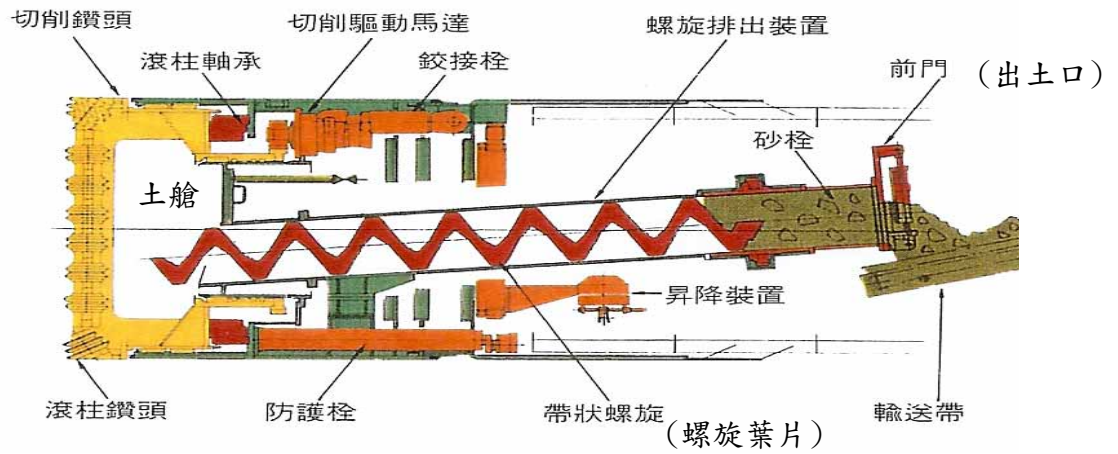 切削鑽頭
切削驅動馬達
螺旋排出裝置
滾柱軸承
鉸接栓
前門 (出土口)
砂栓
土艙
昇降裝置
滾柱鑽頭
防護栓
帶狀螺旋
輸送帶
(螺旋葉片)